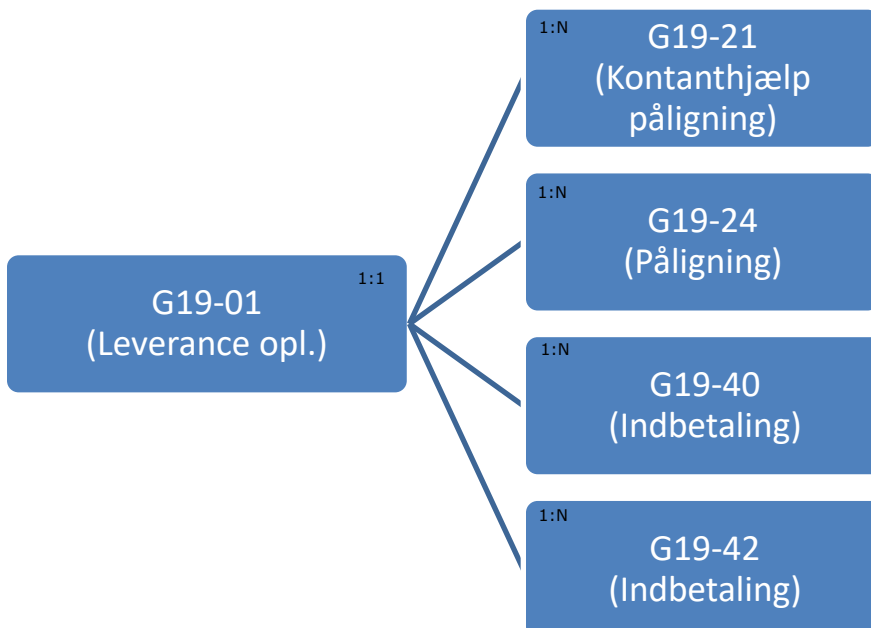 1:N
G19-21
(Kontanthjælp
påligning)
1:N
G19-24
(Påligning)
1:1
G19-01
(Leverance opl.)
1:N
G19-40
(Indbetaling)
1:N
G19-42
(Indbetaling)